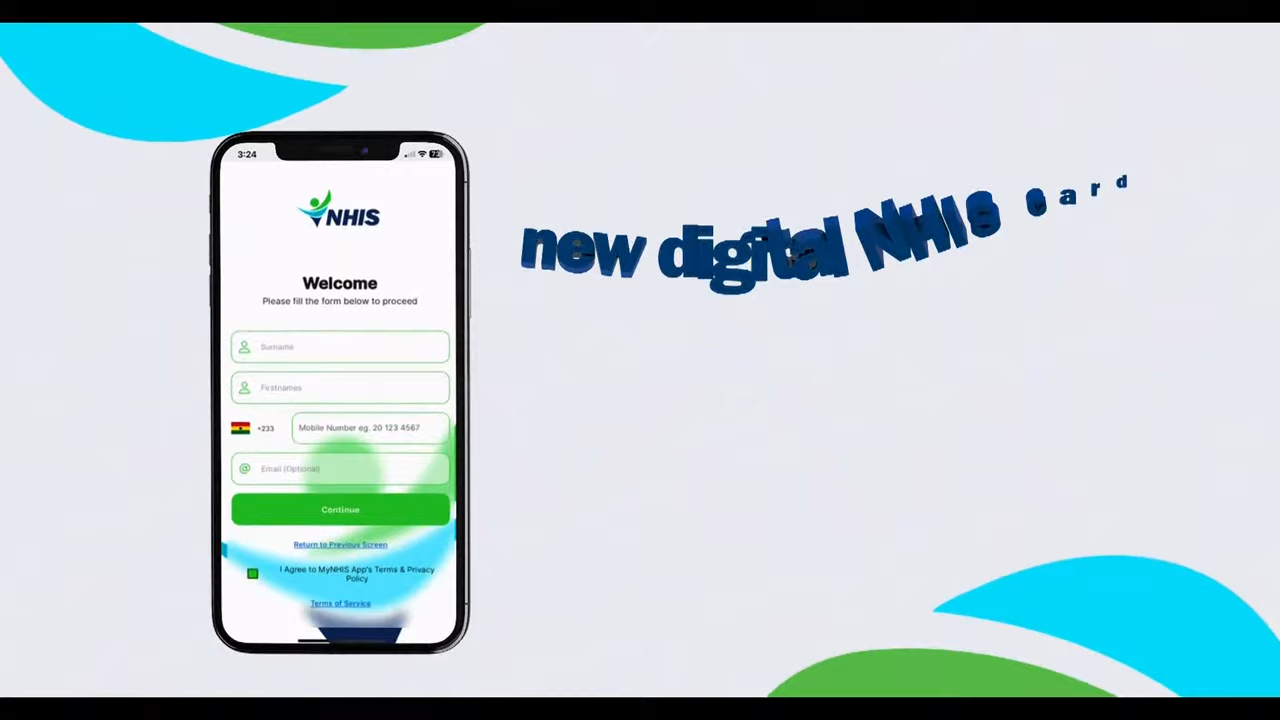 3:24
73
NHIS
Welcome
Please fill the form below to proceed
Surname
Firstnames
+233
Mobile Number eg. 20 123 4567
@ Email (Optional)
Continue
Return to Previous Screen
I Agree to MyNHIS App's Terms & Privacy
Policy
Terms of Service
new digital NHIS card